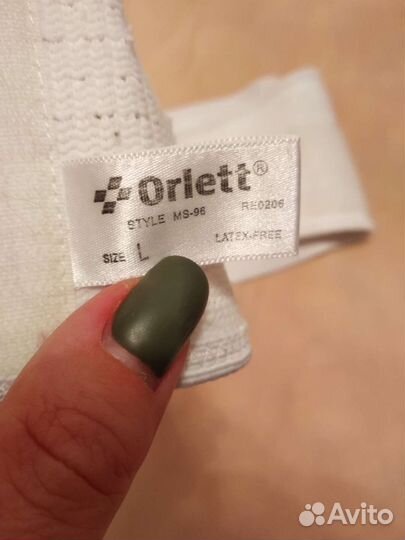 Orlett®
STYLE MS-96 RE0206
SIZE L LATEX-FREE
Avito